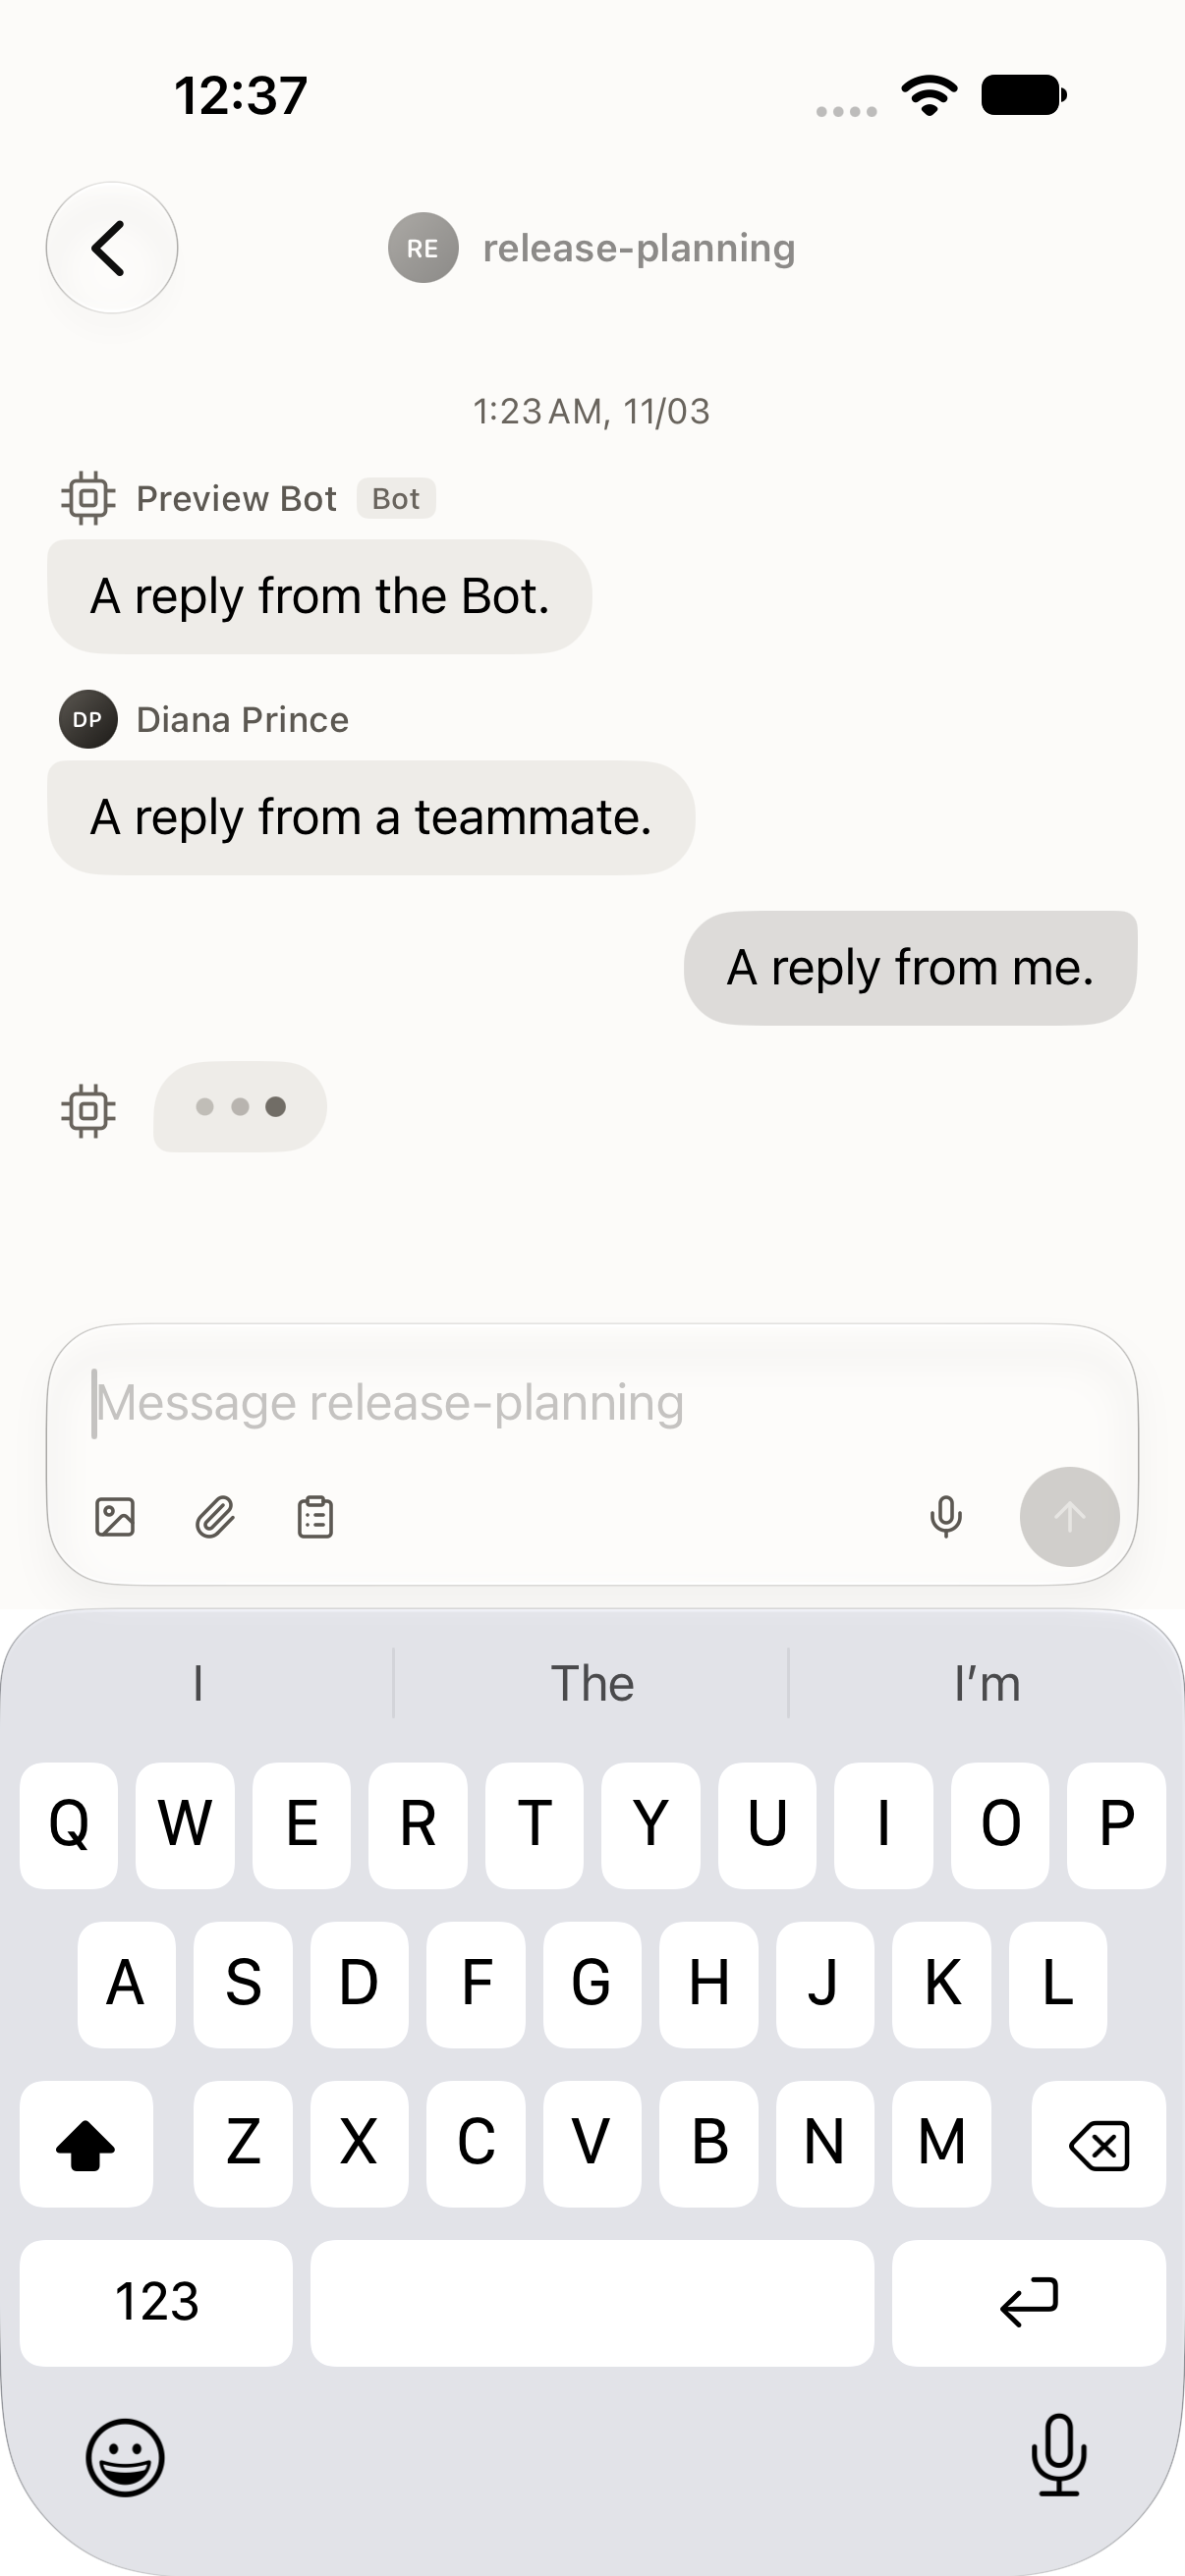 12:37
RE release-planning
1:23 AM, 11/03
Preview Bot Bot
A reply from the Bot.
DP Diana Prince
A reply from a teammate.
A reply from me.
Message release-planning
I The I’m
Q W E R T Y U I O P
A S D F G H J K L
Z X C V B N M
123